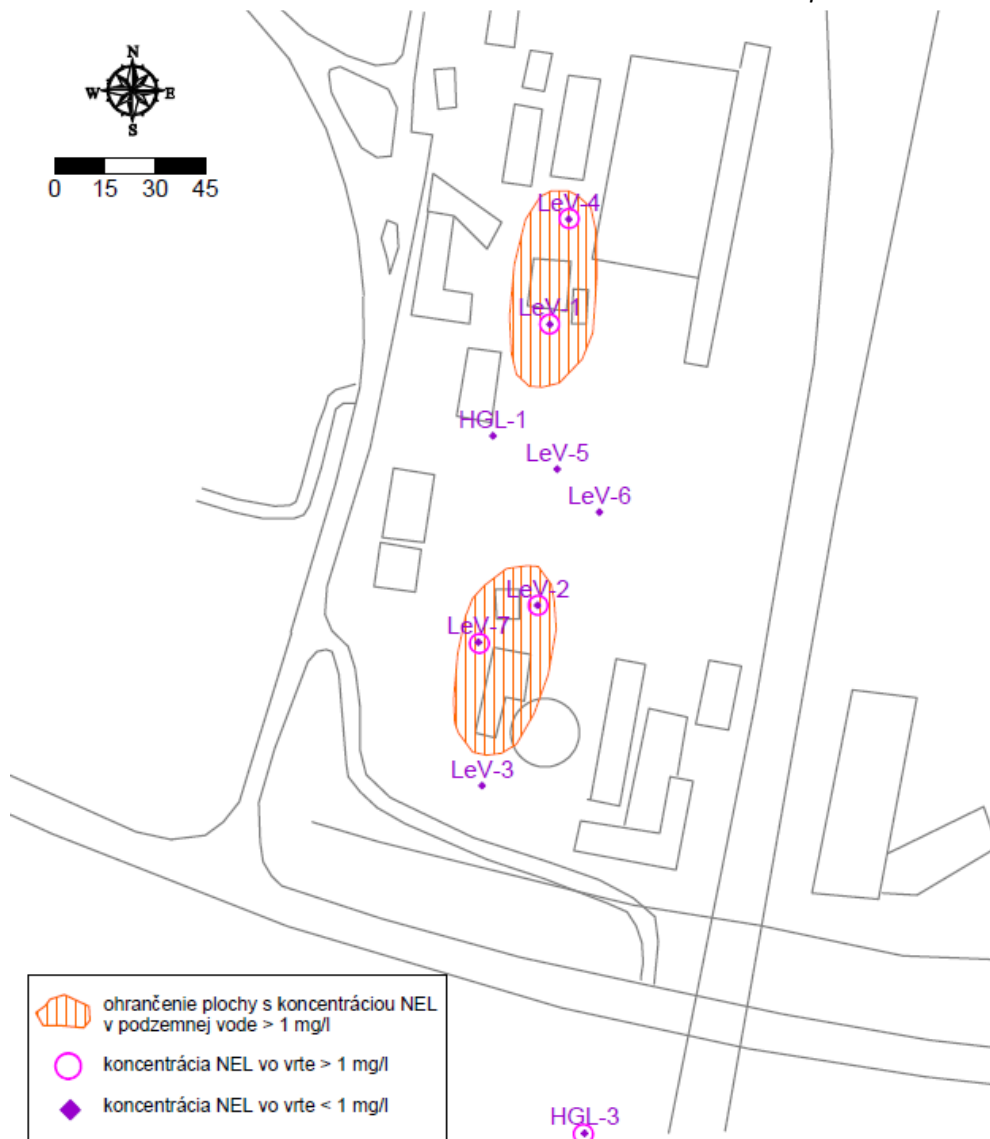 N
W E
S
0 15 30 45
LeV-4
LeV-1
HGL-1
LeV-5
LeV-6
LeV-2
LeV-7
LeV-3
ohraničenie plochy s koncentráciou NEL
v podzemnej vode > 1 mg/l
koncentrácia NEL vo vrte > 1 mg/l
koncentrácia NEL vo vrte < 1 mg/l
HGL-3